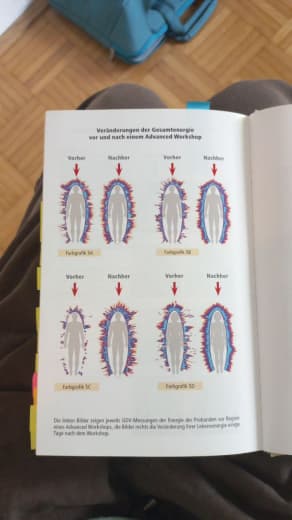 Veränderungen der Gesamtenergie
vor und nach einem Advanced Workshop
Vorher Nachher Vorher Nachher
Farbgrafik 5A Farbgrafik 5B
Vorher Nachher Vorher Nachher
Farbgrafik 5C Farbgrafik 5D
Die linken Bilder zeigen jeweils GDV-Messungen der Energie der Probanden vor Beginn
eines Advanced Workshops, die Bilder rechts die Veränderung ihrer Lebensenergie einige
Tage nach dem Workshop.